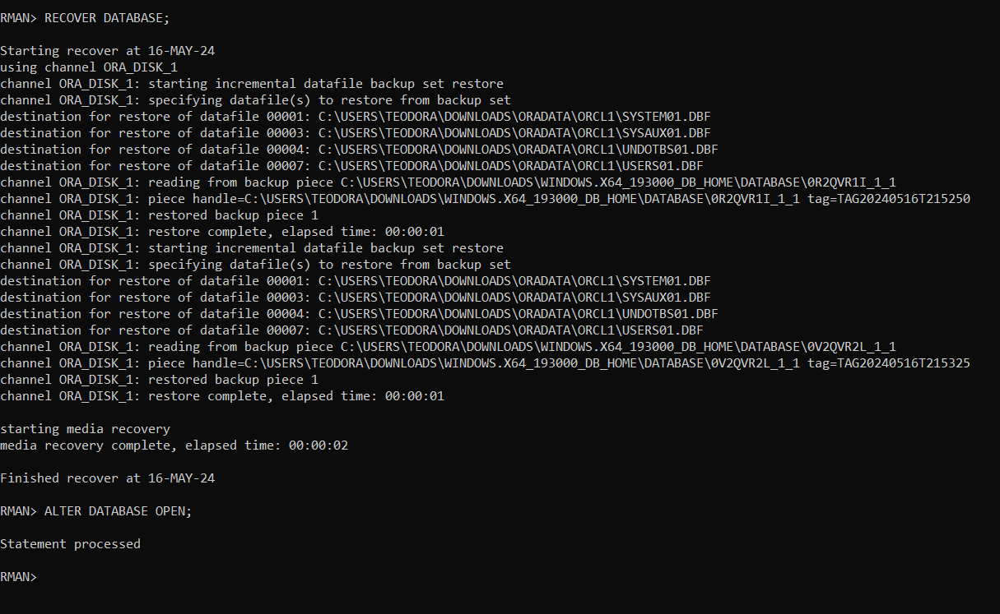 RMAN> RECOVER DATABASE;
Starting recover at 16-MAY-24
using channel ORA_DISK_1
channel ORA_DISK_1: starting incremental datafile backup set restore
channel ORA_DISK_1: specifying datafile(s) to restore from backup set
destination for restore of datafile 00001: C:\USERS\TEODORA\DOWNLOADS\ORADATA\ORCL1\SYSTEM01.DBF
destination for restore of datafile 00003: C:\USERS\TEODORA\DOWNLOADS\ORADATA\ORCL1\SYSAUX01.DBF
destination for restore of datafile 00004: C:\USERS\TEODORA\DOWNLOADS\ORADATA\ORCL1\UNDOTBS01.DBF
destination for restore of datafile 00007: C:\USERS\TEODORA\DOWNLOADS\ORADATA\ORCL1\USERS01.DBF
channel ORA_DISK_1: reading from backup piece C:\USERS\TEODORA\DOWNLOADS\WINDOWS.X64_193000_DB_HOME\DATABASE\0R2QVR1I_1_1
channel ORA_DISK_1: piece handle=C:\USERS\TEODORA\DOWNLOADS\WINDOWS.X64_193000_DB_HOME\DATABASE\0R2QVR1I_1_1 tag=TAG20240516T215250
channel ORA_DISK_1: restored backup piece 1
channel ORA_DISK_1: restore complete, elapsed time: 00:00:01
channel ORA_DISK_1: starting incremental datafile backup set restore
channel ORA_DISK_1: specifying datafile(s) to restore from backup set
destination for restore of datafile 00001: C:\USERS\TEODORA\DOWNLOADS\ORADATA\ORCL1\SYSTEM01.DBF
destination for restore of datafile 00003: C:\USERS\TEODORA\DOWNLOADS\ORADATA\ORCL1\SYSAUX01.DBF
destination for restore of datafile 00004: C:\USERS\TEODORA\DOWNLOADS\ORADATA\ORCL1\UNDOTBS01.DBF
destination for restore of datafile 00007: C:\USERS\TEODORA\DOWNLOADS\ORADATA\ORCL1\USERS01.DBF
channel ORA_DISK_1: reading from backup piece C:\USERS\TEODORA\DOWNLOADS\WINDOWS.X64_193000_DB_HOME\DATABASE\0V2QVR2L_1_1
channel ORA_DISK_1: piece handle=C:\USERS\TEODORA\DOWNLOADS\WINDOWS.X64_193000_DB_HOME\DATABASE\0V2QVR2L_1_1 tag=TAG20240516T215325
channel ORA_DISK_1: restored backup piece 1
channel ORA_DISK_1: restore complete, elapsed time: 00:00:01
starting media recovery
media recovery complete, elapsed time: 00:00:02
Finished recover at 16-MAY-24
RMAN> ALTER DATABASE OPEN;
Statement processed
RMAN>